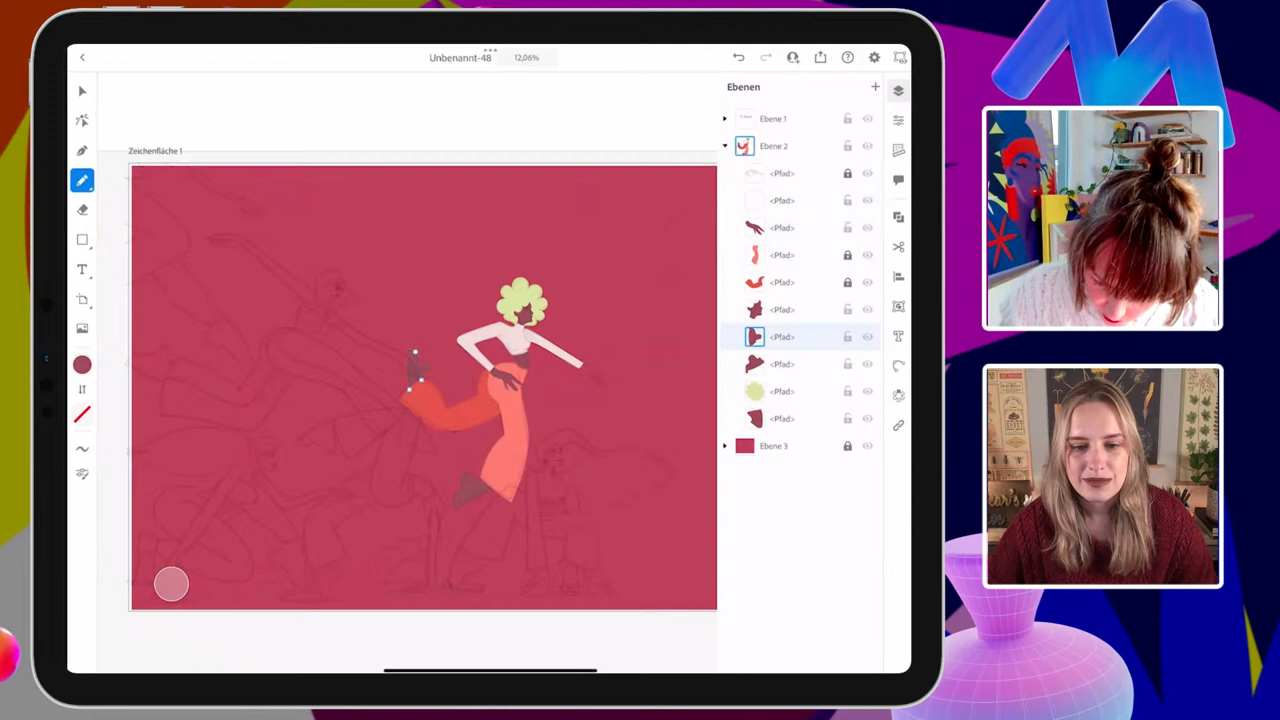 Unbenannt-48
12,06%
Ebenen
Ebene 1
Ebene 2
<Pfad>
<Pfad>
<Pfad>
<Pfad>
<Pfad>
<Pfad>
<Pfad>
<Pfad>
<Pfad>
<Pfad>
Ebene 3
Zeichenfläche 1